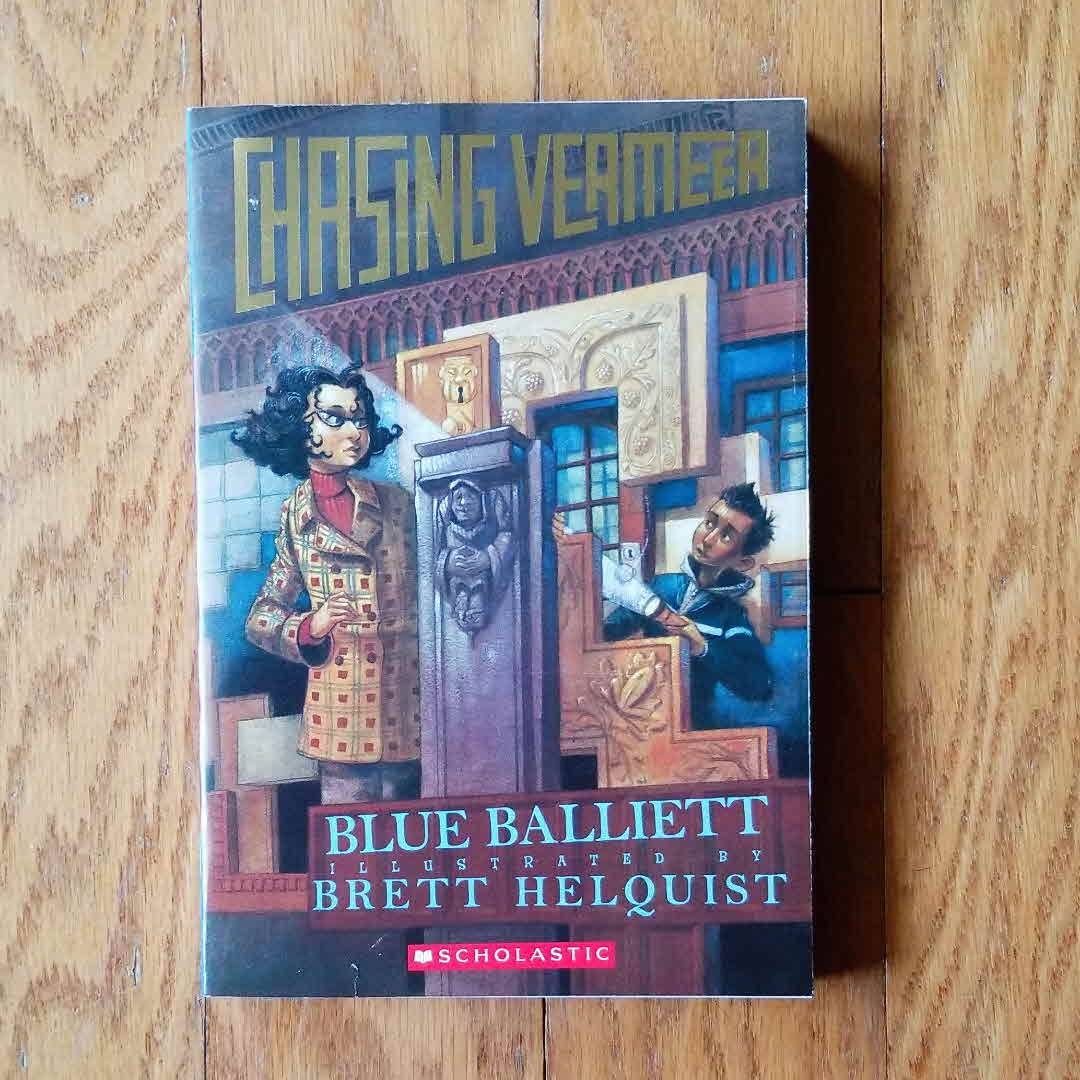 CHASING VERMEER
BLUE BALLIETT
ILLUSTRATED BY
BRETT HELQUIST
SCHOLASTIC